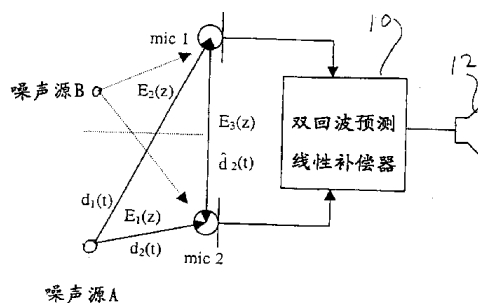 mic 1
10
12
噪声源B
E₂(z)
E₃(z)
d̂₂(t)
双回波预测
线性补偿器
d₁(t)
E₁(z)
d₂(t)
mic 2
噪声源A